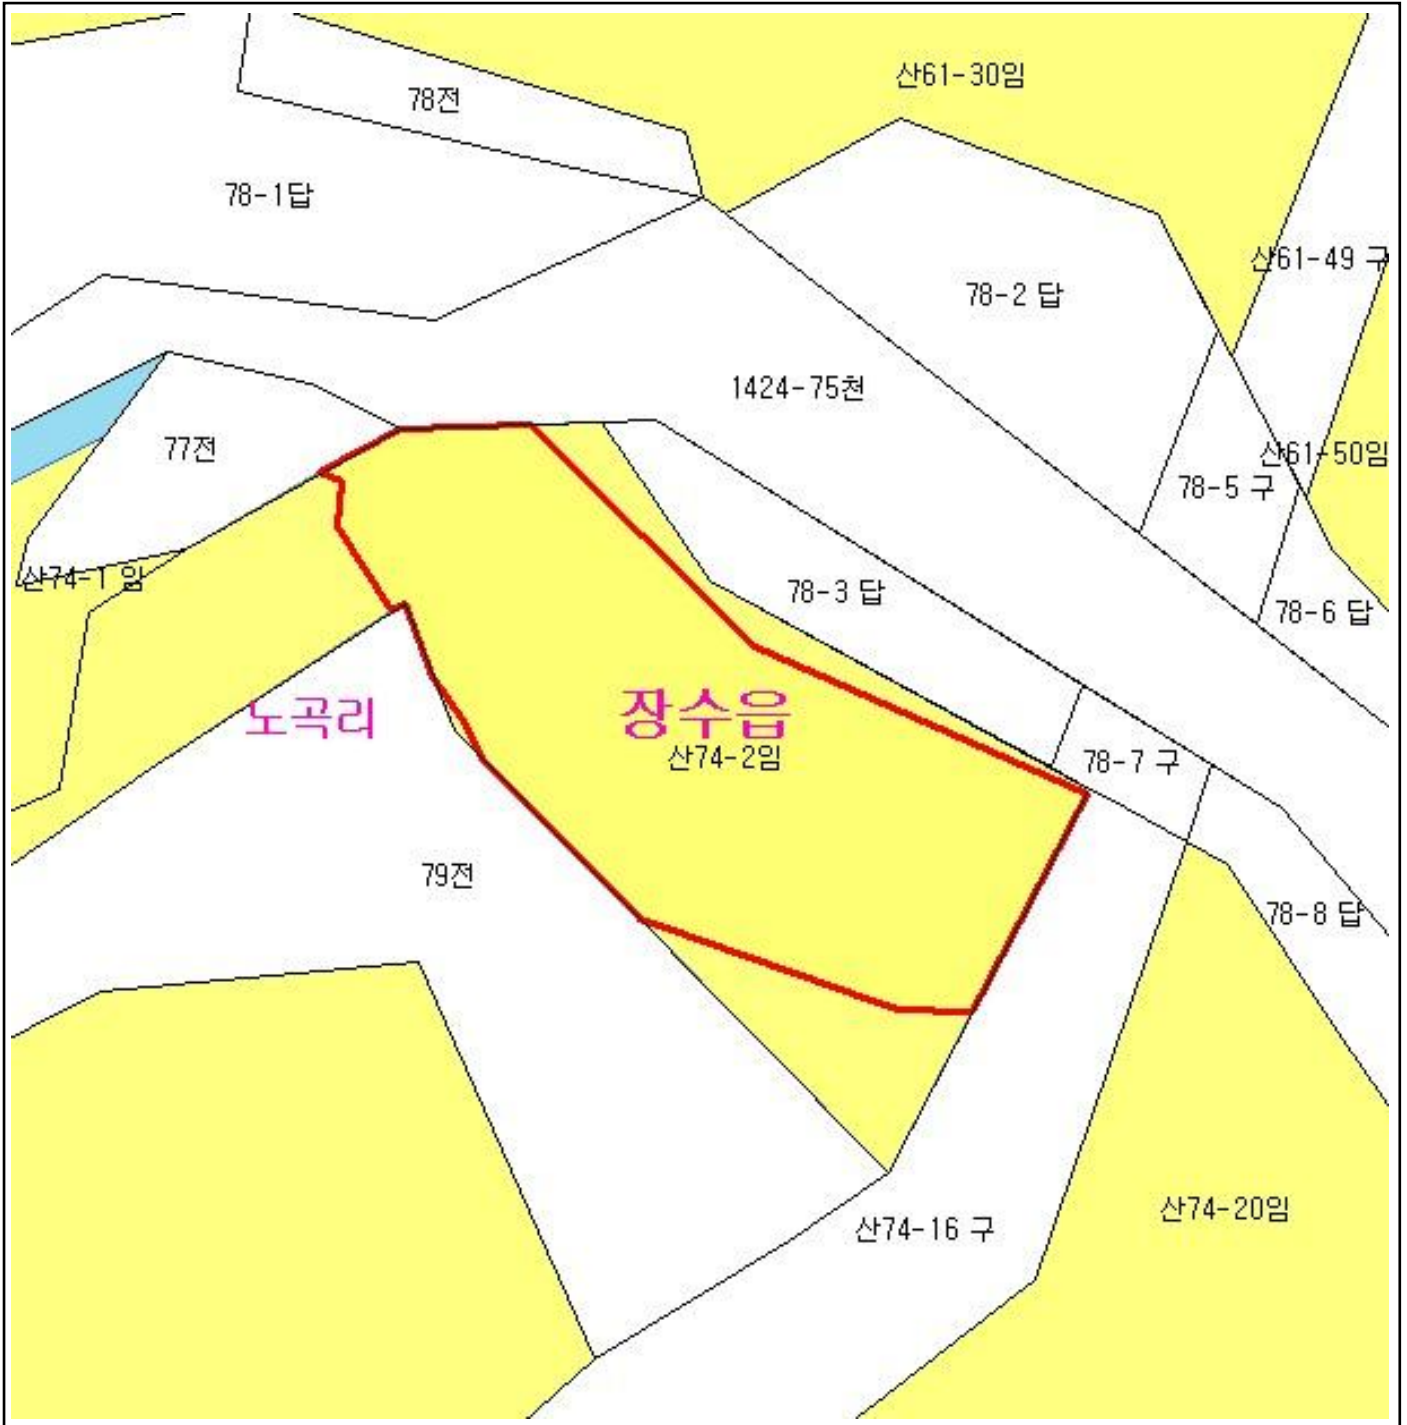 산61-30임
78전
78-1답
산61-49 구
78-2 답
1424-75천
77전
산61-50임
78-5 구
산74-1 임
78-3 답
78-6 답
노곡리
장수읍
산74-2임
78-7 구
79전
78-8 답
산74-20임
산74-16 구